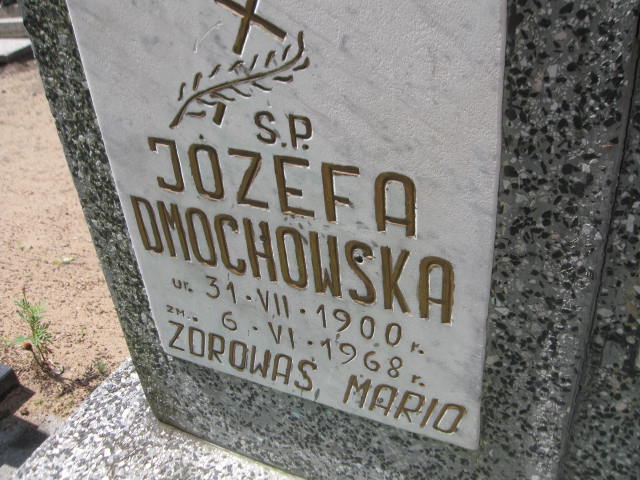 Ś.P.
JÓZEFA
DMOCHOWSKA
ur. 31·VII·1900 r.
zM. 6·VI·1968 r.
ZDROWAŚ MARIO